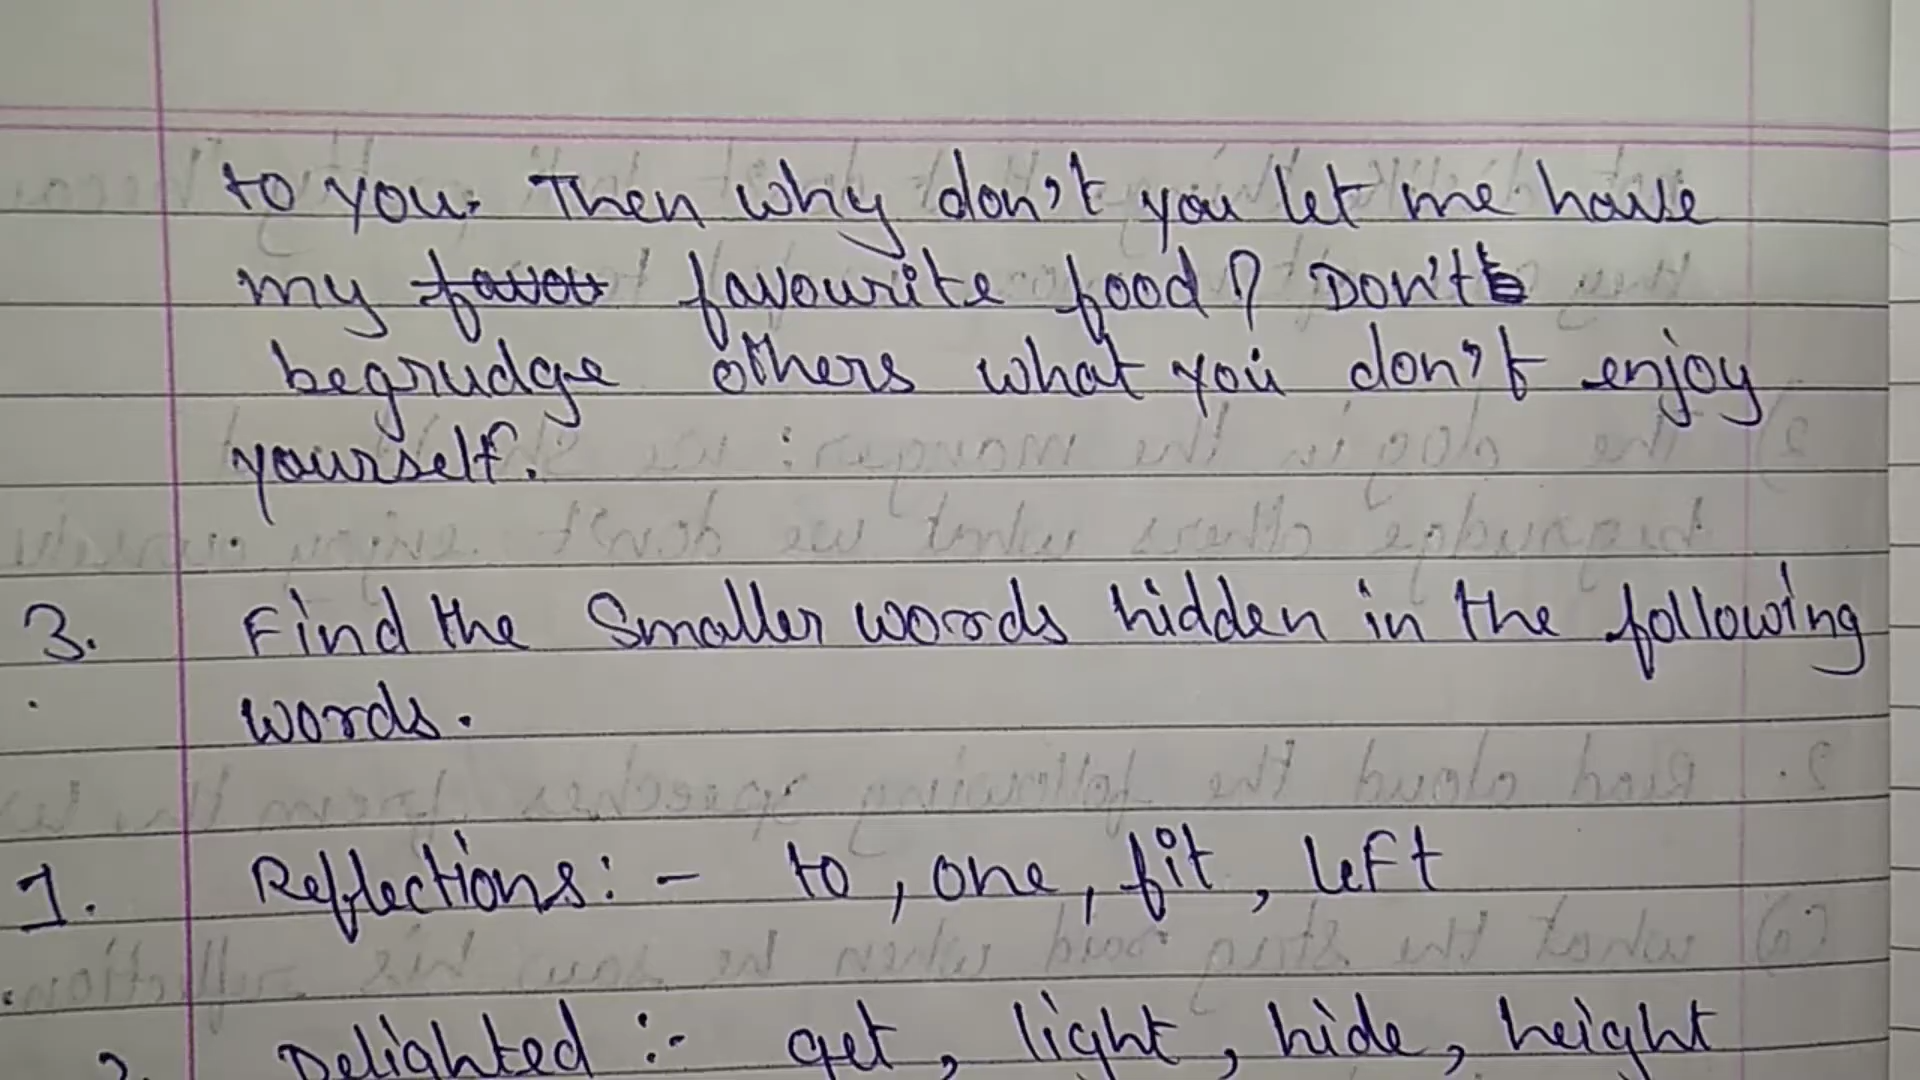 to you. Then why don't you let me have
my favou favourite food? Don't
begrudge others what you don't enjoy
yourself.
3. Find the Smaller words hidden in the following
words.
1. Reflections:- to, one, fit, left
2. Delighted :- get, light, hide, height